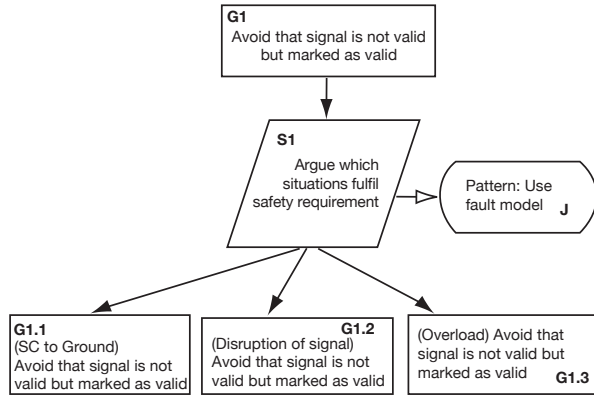 G1
Avoid that signal is not valid
but marked as valid
S1
Argue which
situations fulfil
safety requirement
Pattern: Use
fault model
J
G1.1
(SC to Ground)
Avoid that signal is not
valid but marked as valid
G1.2
(Disruption of signal)
Avoid that signal is not
valid but marked as valid
(Overload) Avoid that
signal is not valid but
marked as valid
G1.3